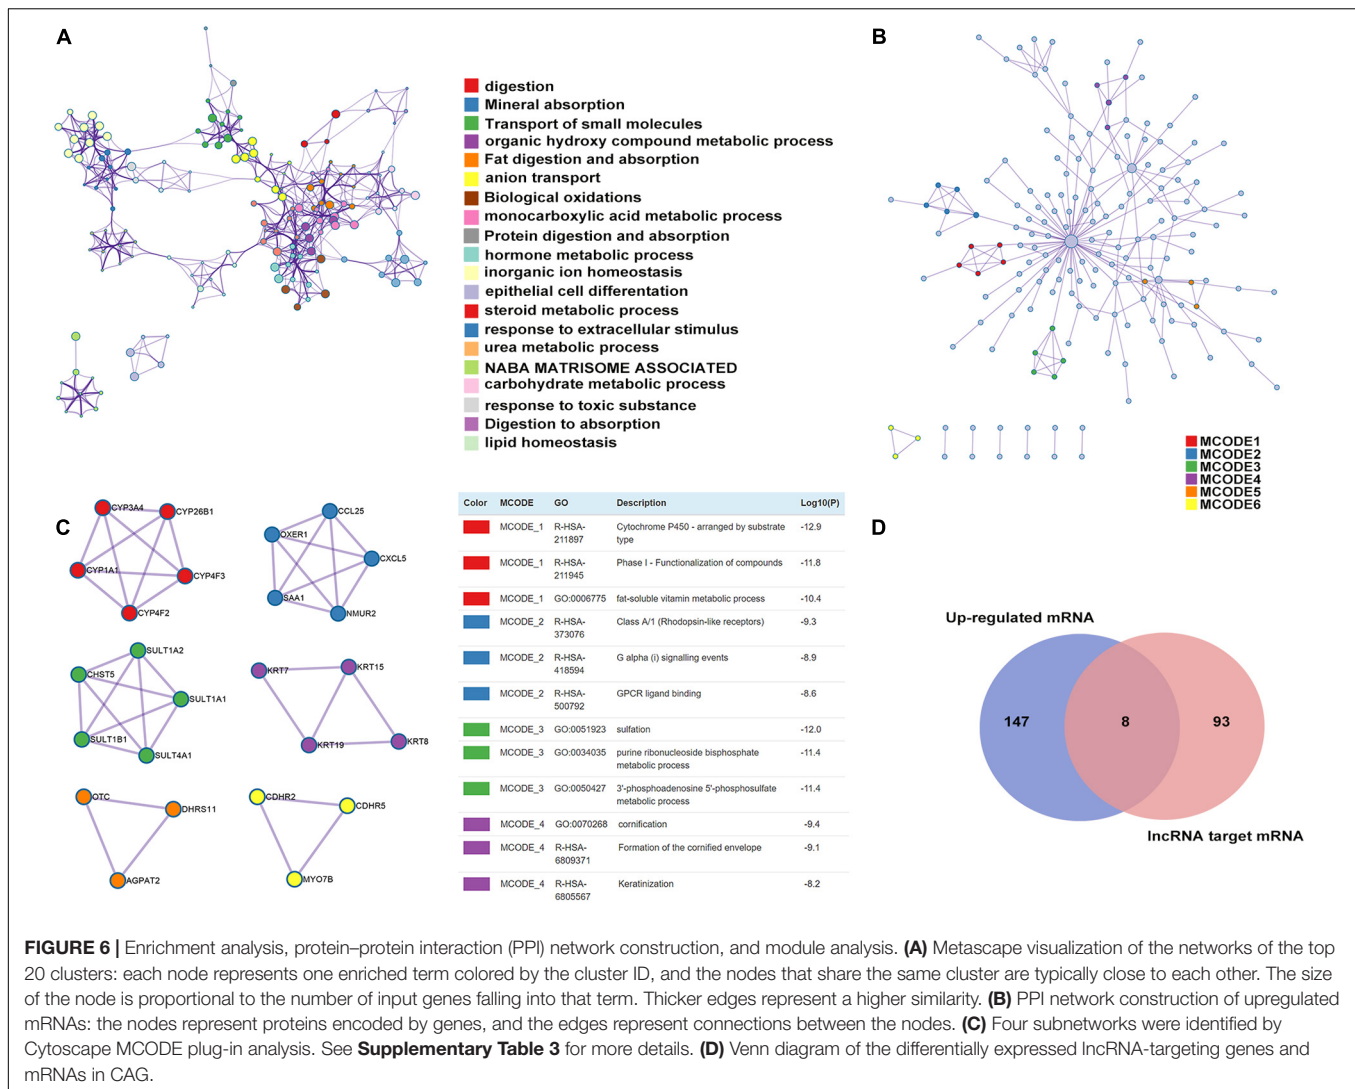 A
B
digestion
Mineral absorption
Transport of small molecules
organic hydroxy compound metabolic process
Fat digestion and absorption
anion transport
Biological oxidations
monocarboxylic acid metabolic process
Protein digestion and absorption
hormone metabolic process
inorganic ion homeostasis
epithelial cell differentation
steroid metabolic process
response to extracellular stimulus
urea metabolic process
NABA MATRISOME ASSOCIATED
carbohydrate metabolic process
response to toxic substance
Digestion to absorption
lipid homeostasis
MCODE1
MCODE2
MCODE3
MCODE4
MCODE5
MCODE6
C
CYP3A4
CYP26B1
CYP1A1
CYP4F3
CYP4F2
CCL25
OXER1
CXCL5
SAA1
NMUR2
SULT1A2
CHST5
SULT1A1
SULT1B1
SULT4A1
KRT7
KRT15
KRT19
KRT8
OTC
DHRS11
AGPAT2
CDHR2
CDHR5
MYO7B
Color MCODE GO Description Log10(P)
MCODE_1 R-HSA- Cytochrome P450 - arranged by substrate -12.9
211897 type
MCODE_1 R-HSA- Phase I - Functionalization of compounds -11.8
211945
MCODE_1 GO:0006775 fat-soluble vitamin metabolic process -10.4
MCODE_2 R-HSA- Class A/1 (Rhodopsin-like receptors) -9.3
373076
MCODE_2 R-HSA- G alpha (i) signalling events -8.9
418594
MCODE_2 R-HSA- GPCR ligand binding -8.6
500792
MCODE_3 GO:0051923 sulfation -12.0
MCODE_3 GO:0034035 purine ribonucleoside bisphosphate -11.4
metabolic process
MCODE_3 GO:0050427 3'-phosphoadenosine 5'-phosphosulfate -11.4
metabolic process
MCODE_4 GO:0070268 cornification -9.4
MCODE_4 R-HSA- Formation of the cornified envelope -9.1
6809371
MCODE_4 R-HSA- Keratinization -8.2
6805567
D
Up-regulated mRNA
147
8
93
lncRNA target mRNA
FIGURE 6 | Enrichment analysis, protein–protein interaction (PPI) network construction, and module analysis. (A) Metascape visualization of the networks of the top
20 clusters: each node represents one enriched term colored by the cluster ID, and the nodes that share the same cluster are typically close to each other. The size
of the node is proportional to the number of input genes falling into that term. Thicker edges represent a higher similarity. (B) PPI network construction of upregulated
mRNAs: the nodes represent proteins encoded by genes, and the edges represent connections between the nodes. (C) Four subnetworks were identified by
Cytoscape MCODE plug-in analysis. See Supplementary Table 3 for more details. (D) Venn diagram of the differentially expressed lncRNA-targeting genes and
mRNAs in CAG.